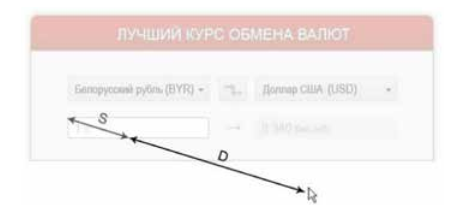 ЛУЧШИЙ КУРС ОБМЕНА ВАЛЮТ
Белорусский рубль (BYR) Доллар США (USD)
S
D